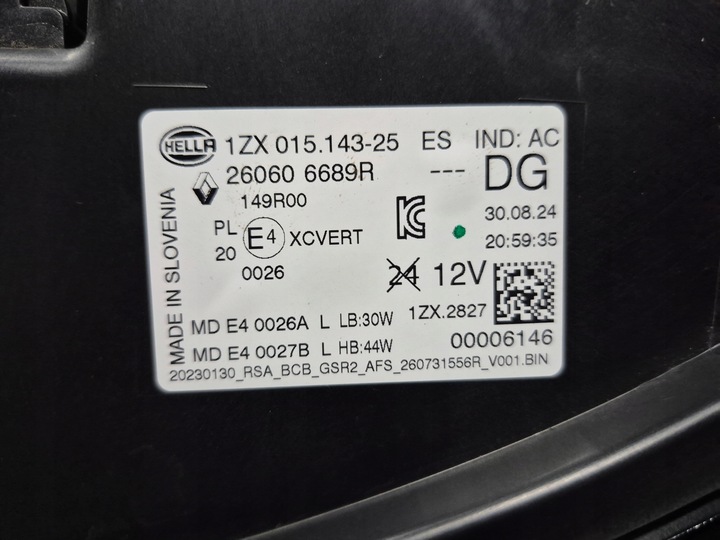 HELLA 1ZX 015.143-25 ES IND: AC
26060 6689R --- DG
149R00 30.08.24
PL E4 XCVERT KC 20:59:35
20
0026 24 12V
MADE IN SLOVENIA
1ZX.2827
MD E4 0026A L LB:30W
00006146
MD E4 0027B L HB:44W
20230130_RSA_BCB_GSR2_AFS_260731556R_V001.BIN